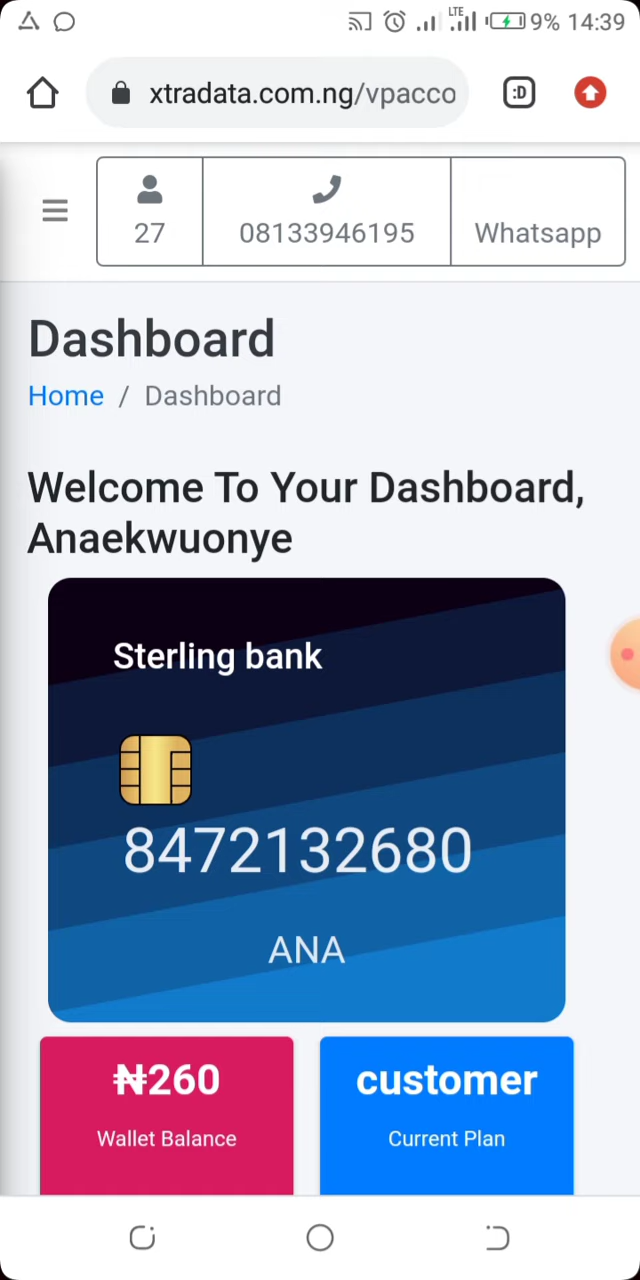 LTE
9% 14:39
xtradata.com.ng/vpacco
:D
27
08133946195
Whatsapp
Dashboard
Home / Dashboard
Welcome To Your Dashboard,
Anaekwuonye
Sterling bank
8472132680
ANA
₦260
Wallet Balance
customer
Current Plan